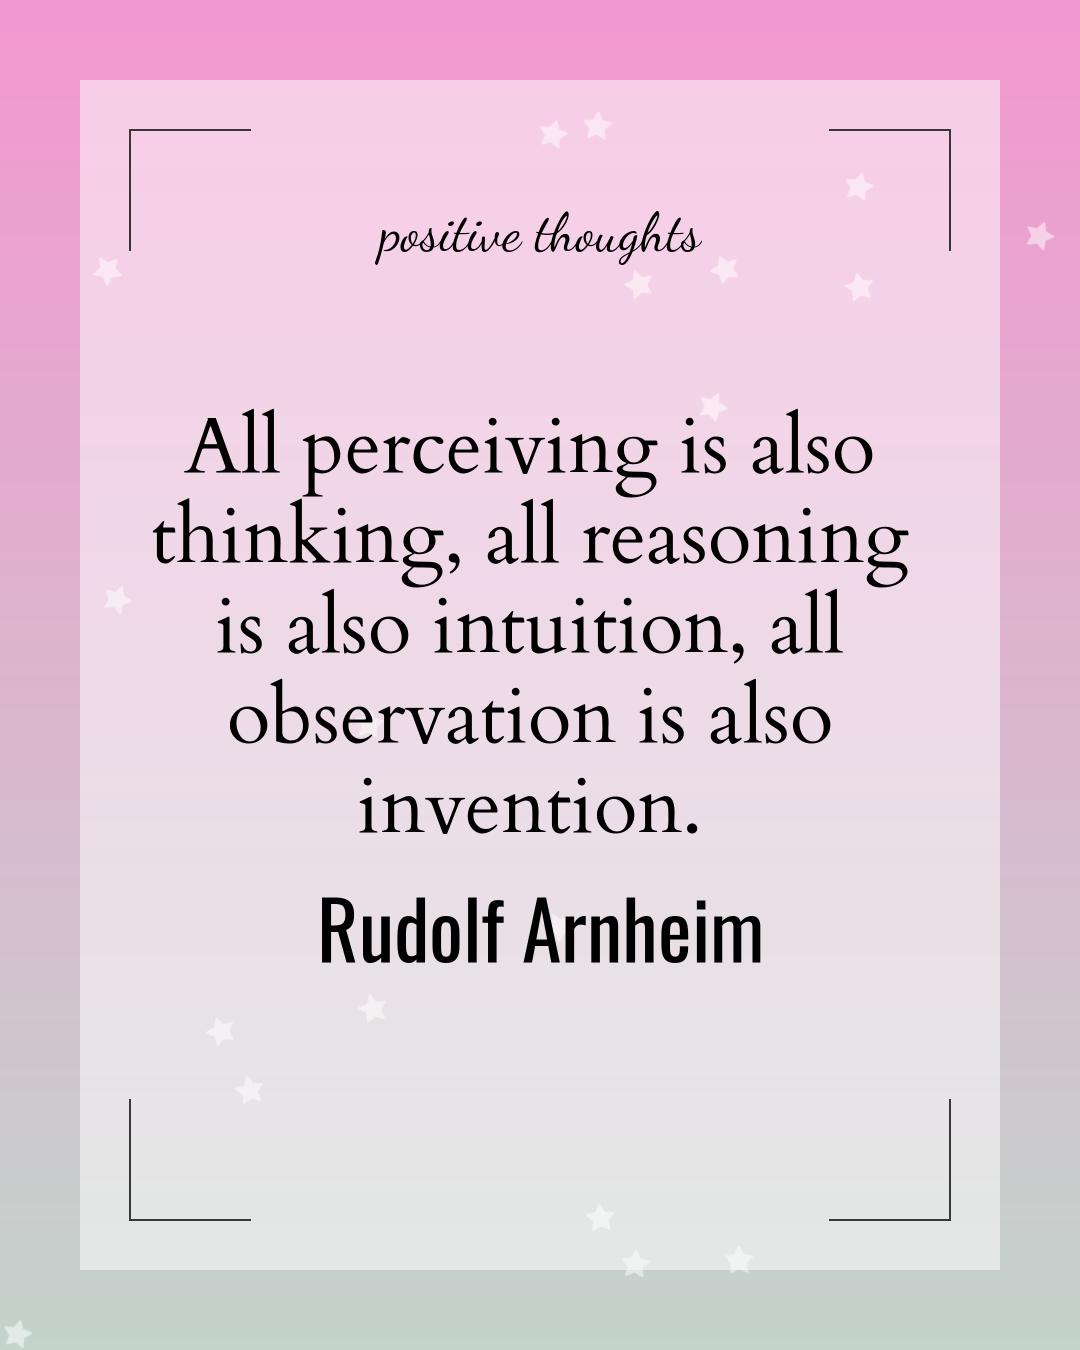 positive thoughts
All perceiving is also
thinking, all reasoning
is also intuition, all
observation is also
invention.
Rudolf Arnheim